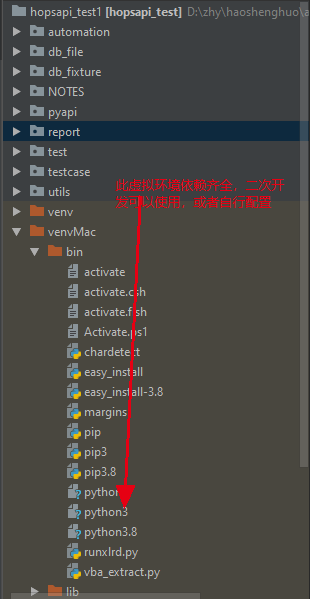 hopsapi_test1 [hopsapi_test] D:\zhy\haoshenghuo\a
automation
db_file
db_fixture
NOTES
pyapi
report
test
testcase
utils
此虚拟环境依赖齐全，二次开
发可以使用，或者自行配置
venv
venvMac
bin
activate
activate.csh
activate.fish
Activate.ps1
chardetect
easy_install
easy_install-3.8
margins
pip
pip3
pip3.8
python
python3
python3.8
runxlrd.py
vba_extract.py
lib